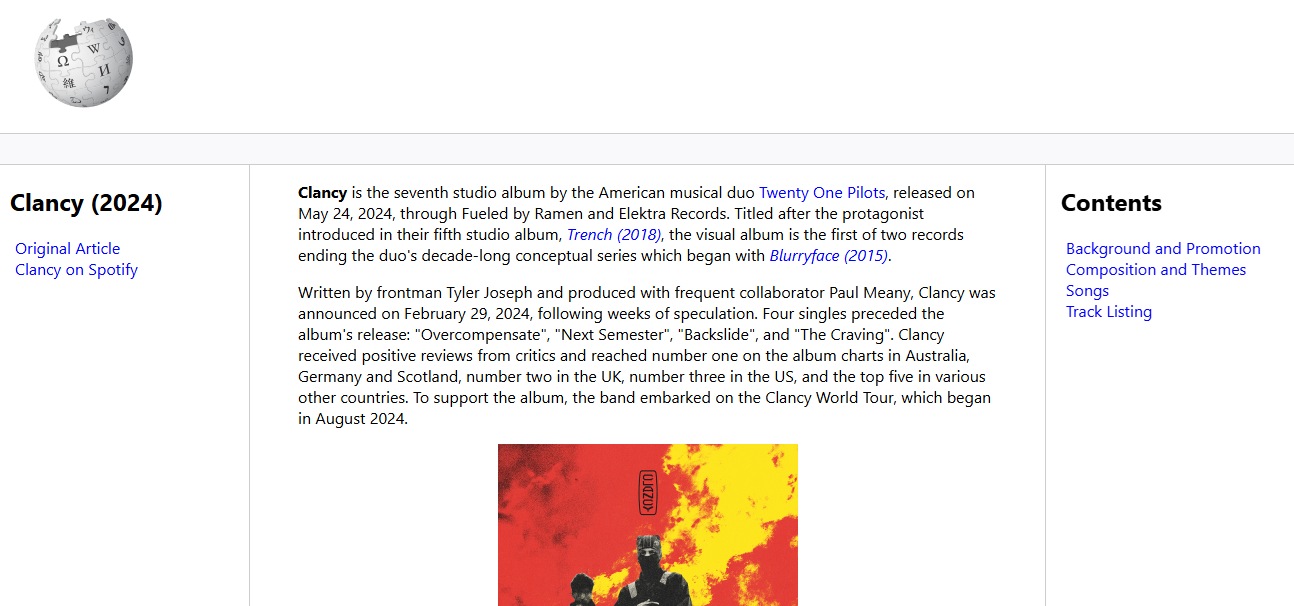 Ω W И 維
Clancy (2024)
Original Article
Clancy on Spotify
Clancy is the seventh studio album by the American musical duo Twenty One Pilots, released on
May 24, 2024, through Fueled by Ramen and Elektra Records. Titled after the protagonist
introduced in their fifth studio album, Trench (2018), the visual album is the first of two records
ending the duo's decade-long conceptual series which began with Blurryface (2015).
Written by frontman Tyler Joseph and produced with frequent collaborator Paul Meany, Clancy was
announced on February 29, 2024, following weeks of speculation. Four singles preceded the
album's release: "Overcompensate", "Next Semester", "Backslide", and "The Craving". Clancy
received positive reviews from critics and reached number one on the album charts in Australia,
Germany and Scotland, number two in the UK, number three in the US, and the top five in various
other countries. To support the album, the band embarked on the Clancy World Tour, which began
in August 2024.
Contents
Background and Promotion
Composition and Themes
Songs
Track Listing